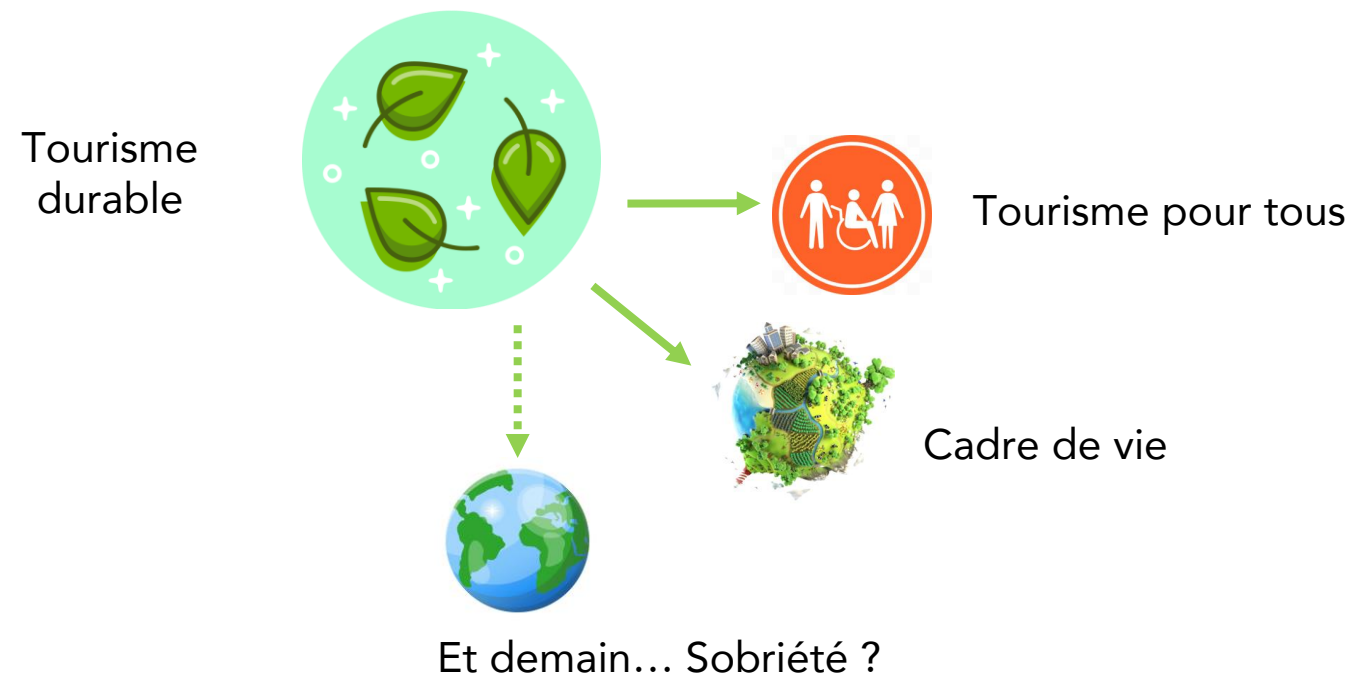 Tourisme
durable
Tourisme pour tous
Cadre de vie
Et demain… Sobriété ?